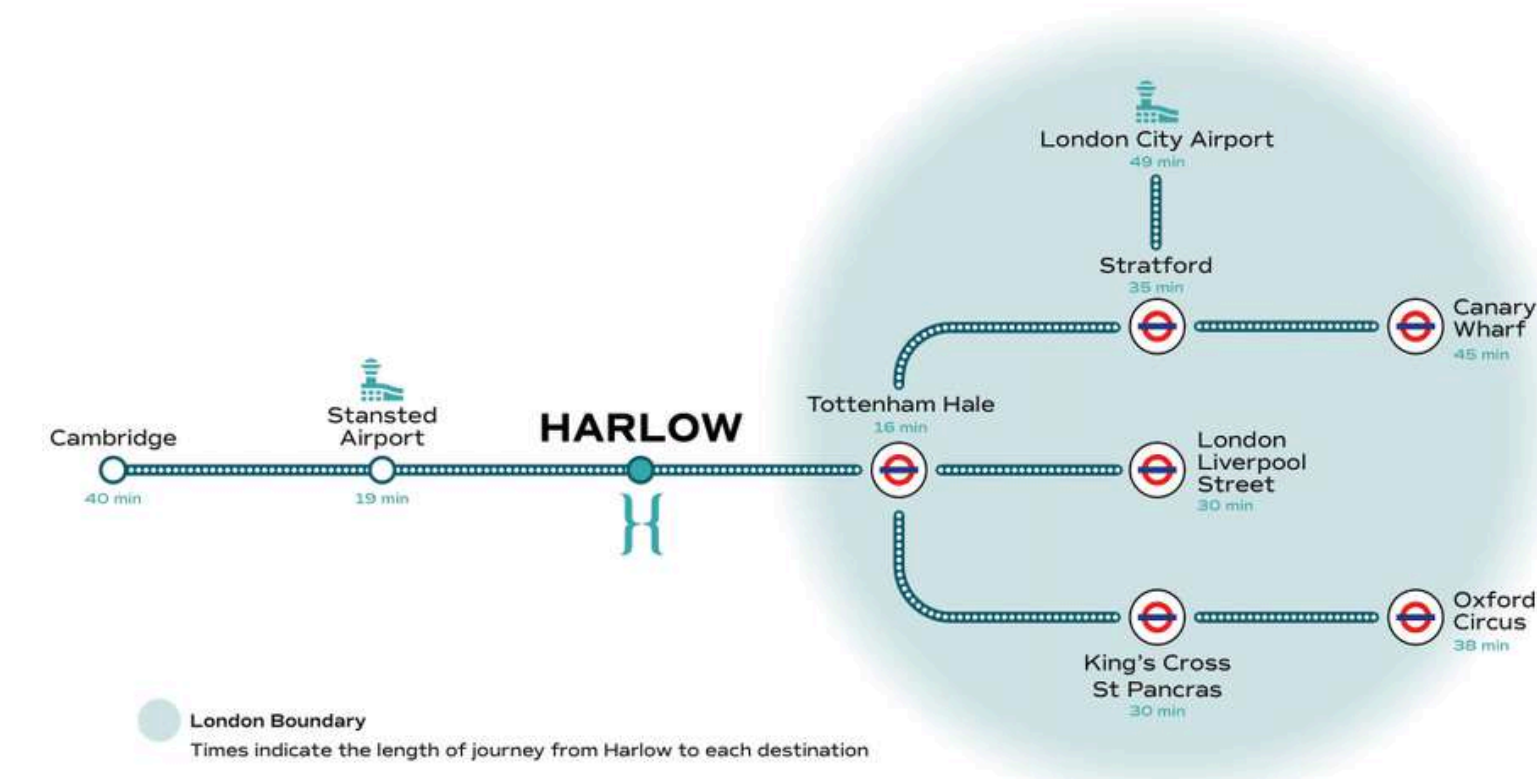 London City Airport
49 min
Stratford
35 min
Canary
Wharf
45 min
Tottenham Hale
16 min
Cambridge
40 min
Stansted
Airport
19 min
HARLOW
London
Liverpool
Street
30 min
King's Cross
St Pancras
30 min
Oxford
Circus
38 min
London Boundary
Times indicate the length of journey from Harlow to each destination